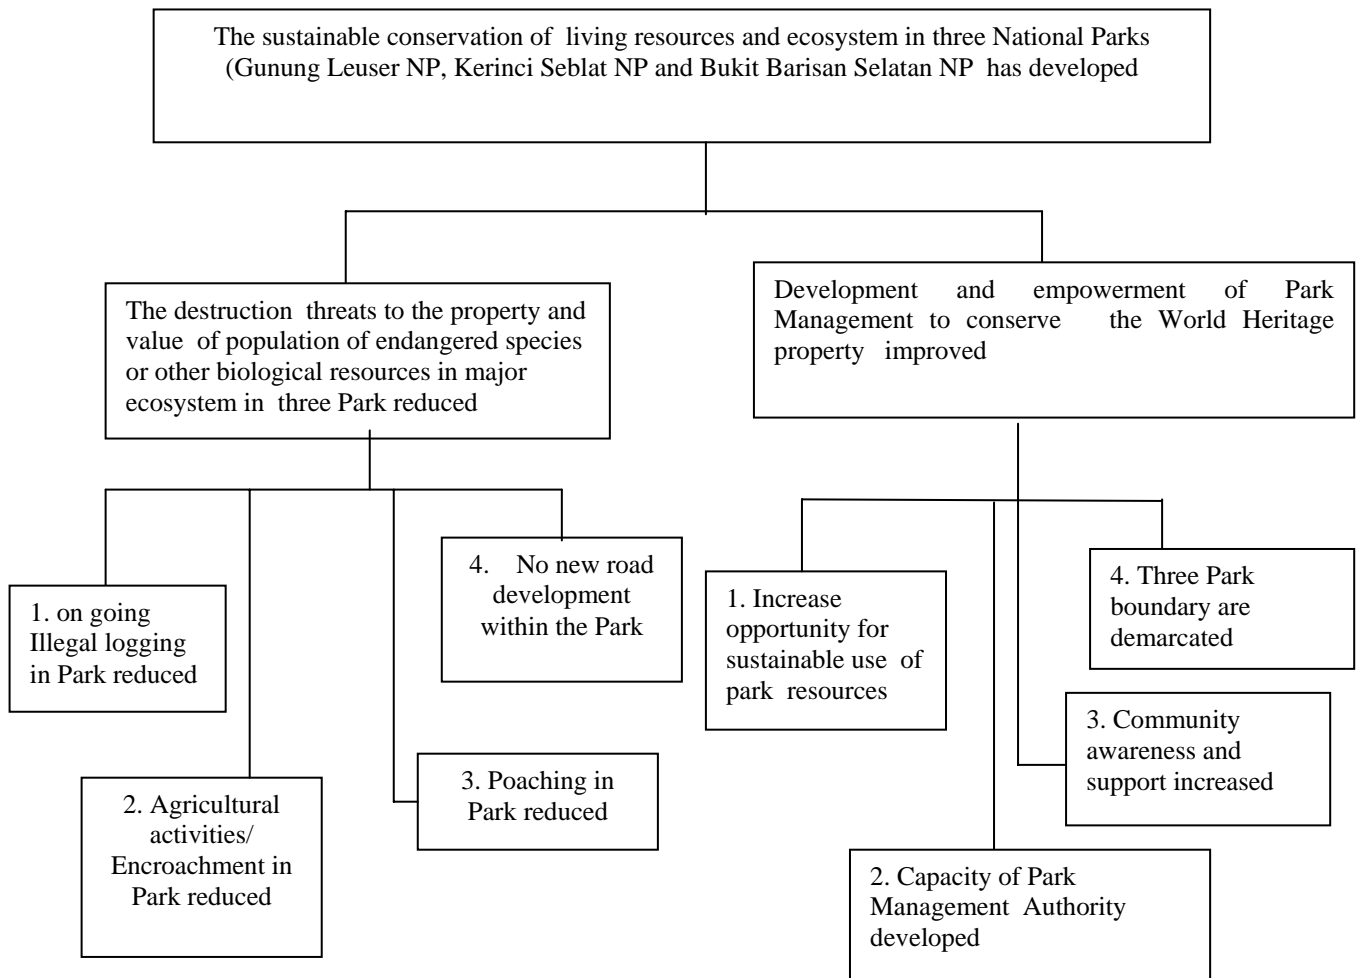 The sustainable conservation of living resources and ecosystem in three National Parks
(Gunung Leuser NP, Kerinci Seblat NP and Bukit Barisan Selatan NP has developed
The destruction threats to the property and
value of population of endangered species
or other biological resources in major
ecosystem in three Park reduced
Development and empowerment of Park
Management to conserve the World Heritage
property improved
1. on going
Illegal logging
in Park reduced
2. Agricultural
activities/
Encroachment in
Park reduced
3. Poaching in
Park reduced
4. No new road
development
within the Park
1. Increase
opportunity for
sustainable use of
park resources
2. Capacity of Park
Management Authority
developed
3. Community
awareness and
support increased
4. Three Park
boundary are
demarcated